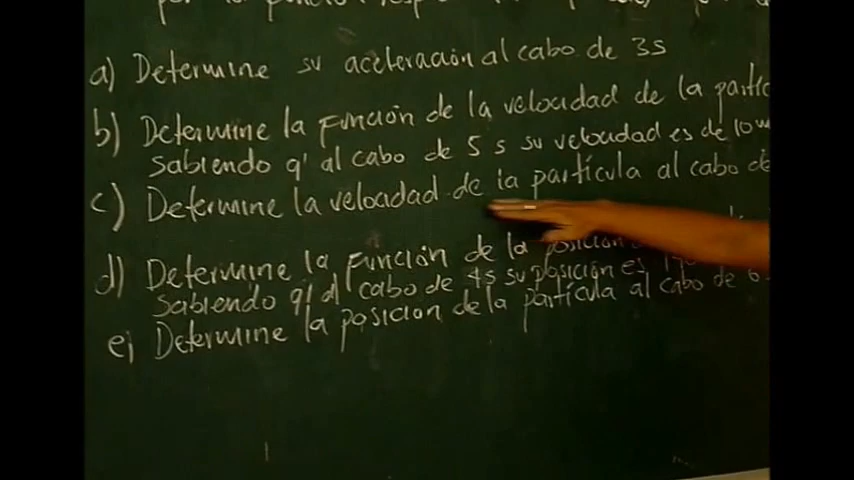 por la
a) Determine su aceleración al cabo de 3s
b) Determine la función de la velocidad de la partíc
sabiendo q' al cabo de 5 s su velocidad es de 10 m
c) Determine la velocidad de la partícula al cabo de
d) Determine la función de la posición
sabiendo q' al cabo de 4s su posición es
e) Determine la posición de la partícula al cabo de 6